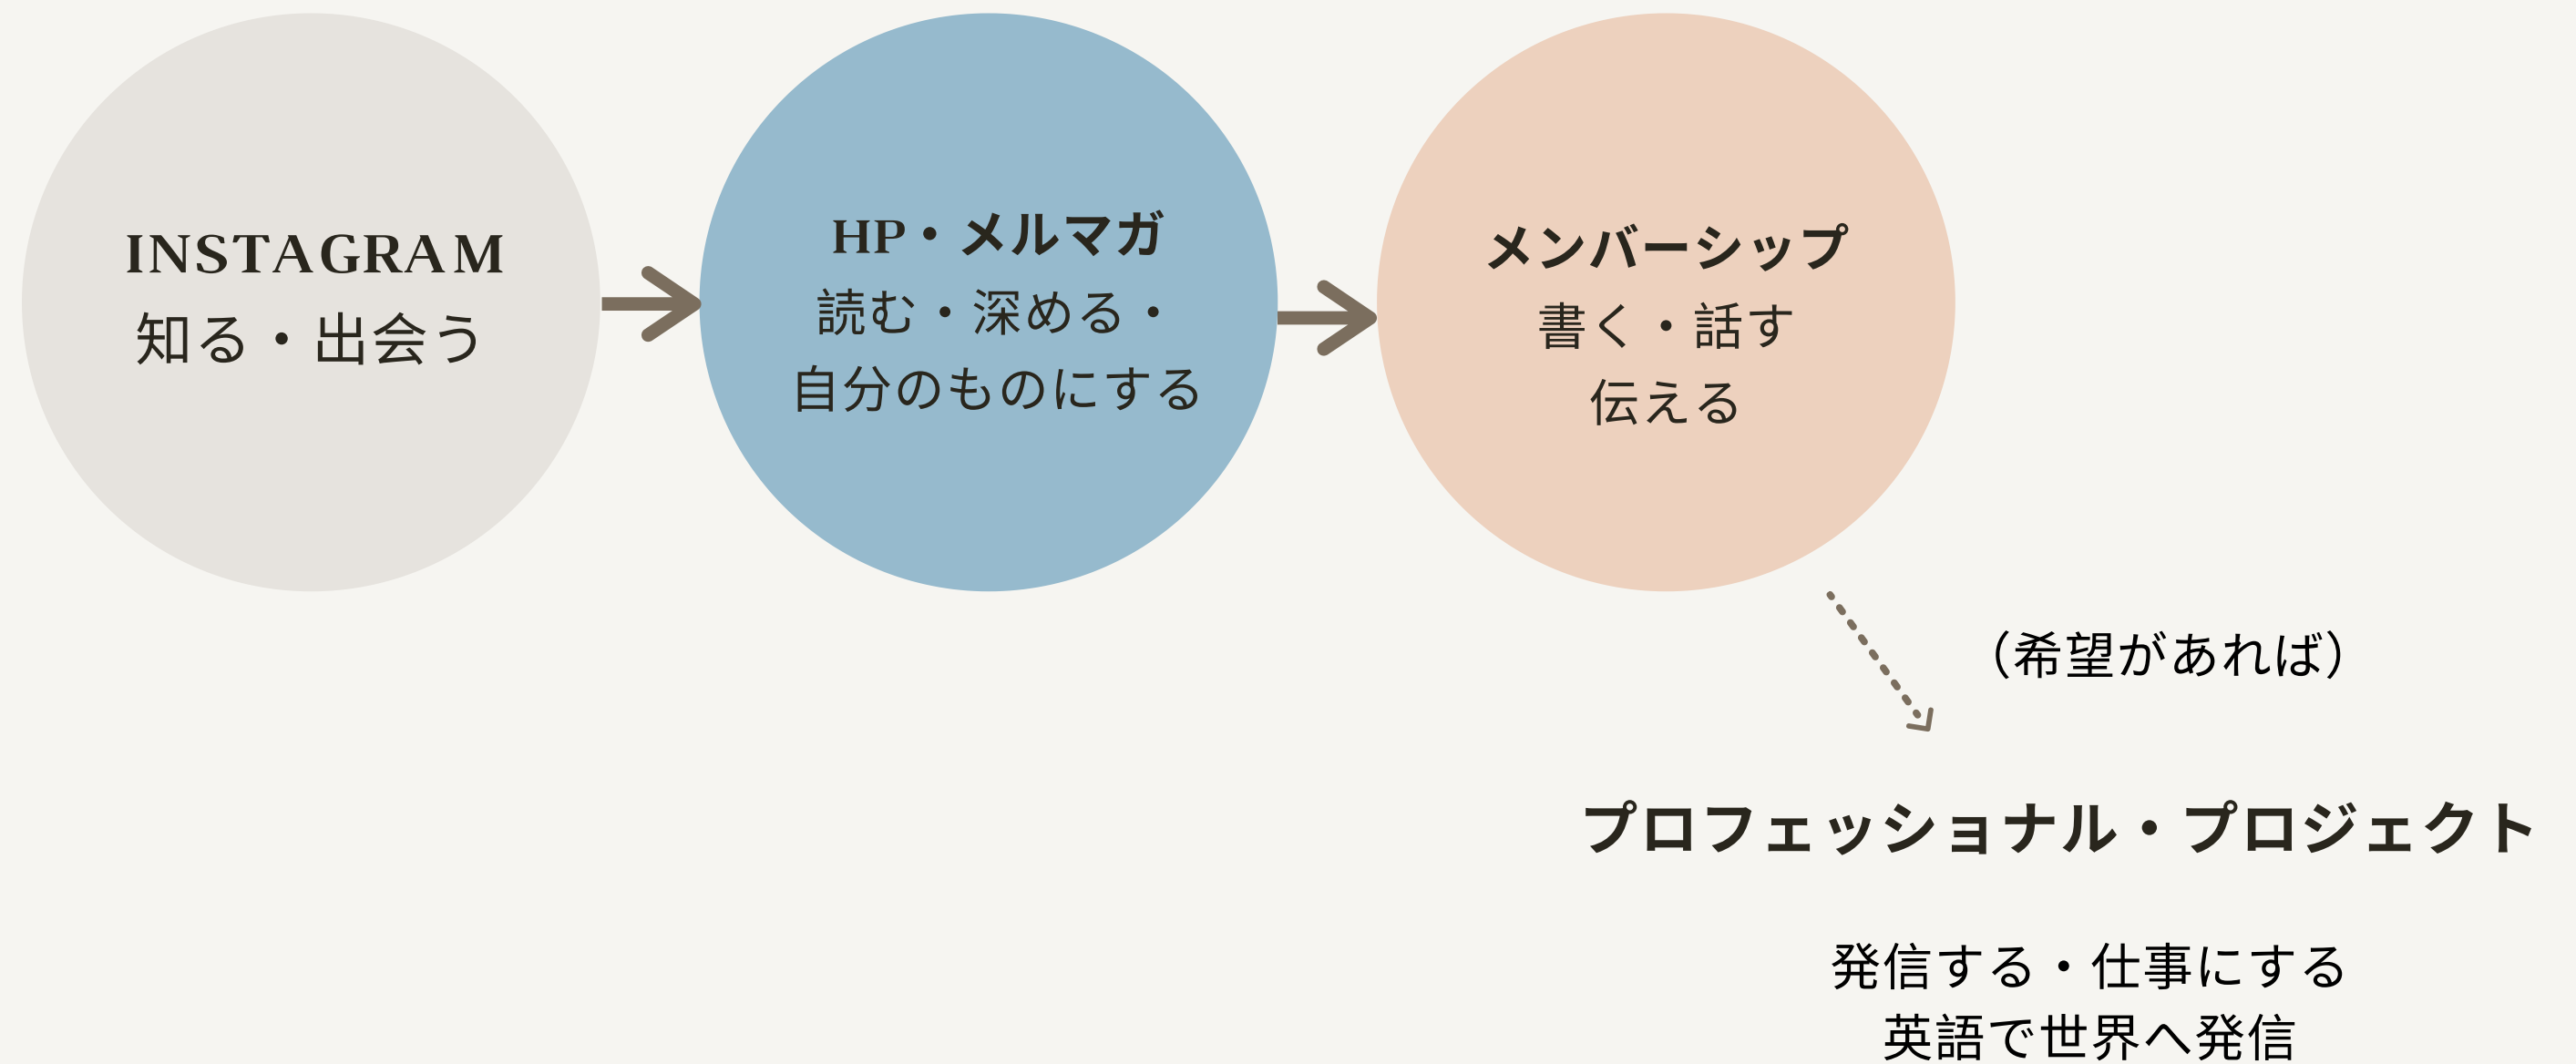 INSTAGRAM
知る・出会う
HP・メルマガ
読む・深める・
自分のものにする
メンバーシップ
書く・話す
伝える
（希望があれば）
プロフェッショナル・プロジェクト
発信する・仕事にする
英語で世界へ発信